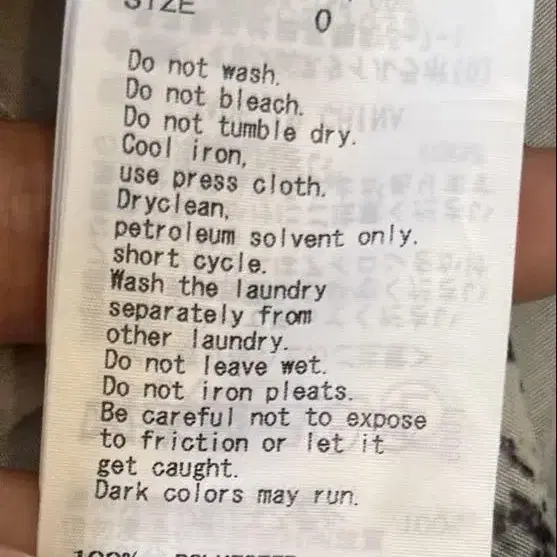 SIZE 0
Do not wash.
Do not bleach.
Do not tumble dry.
Cool iron,
use press cloth.
Dryclean,
petroleum solvent only.
short cycle.
Wash the laundry
separately from
other laundry.
Do not leave wet.
Do not iron pleats.
Be careful not to expose
to friction or let it
get caught.
Dark colors may run.
100% POLYESTER